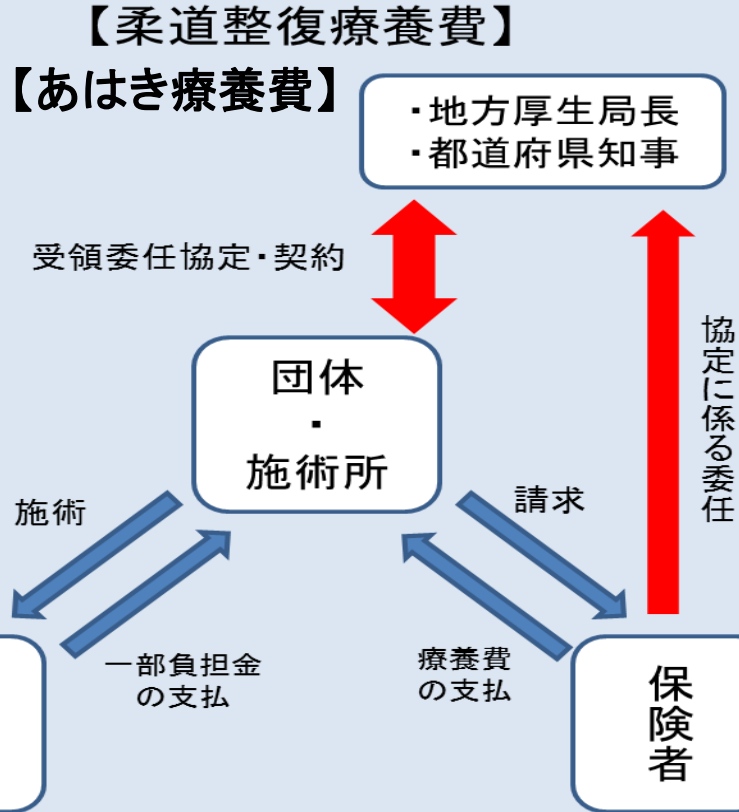 【柔道整復療養費】
【あはき療養費】
・地方厚生局長
・都道府県知事
受領委任協定・契約
協定に係る委任
団体
・
施術所
施術
請求
一部負担金
の支払
療養費
の支払
保険者